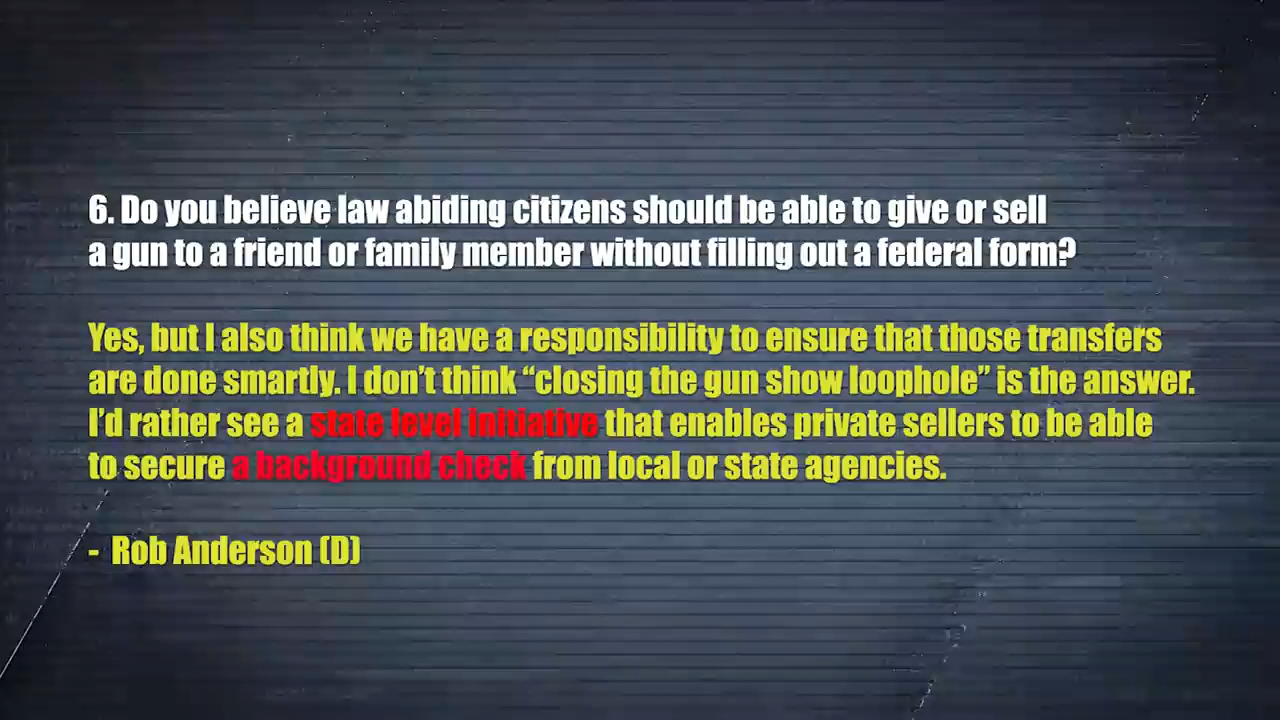 6. Do you believe law abiding citizens should be able to give or sell
a gun to a friend or family member without filling out a federal form?
Yes, but I also think we have a responsibility to ensure that those transfers
are done smartly. I don’t think “closing the gun show loophole” is the answer.
I’d rather see a state level initiative that enables private sellers to be able
to secure a background check from local or state agencies.
- Rob Anderson (D)